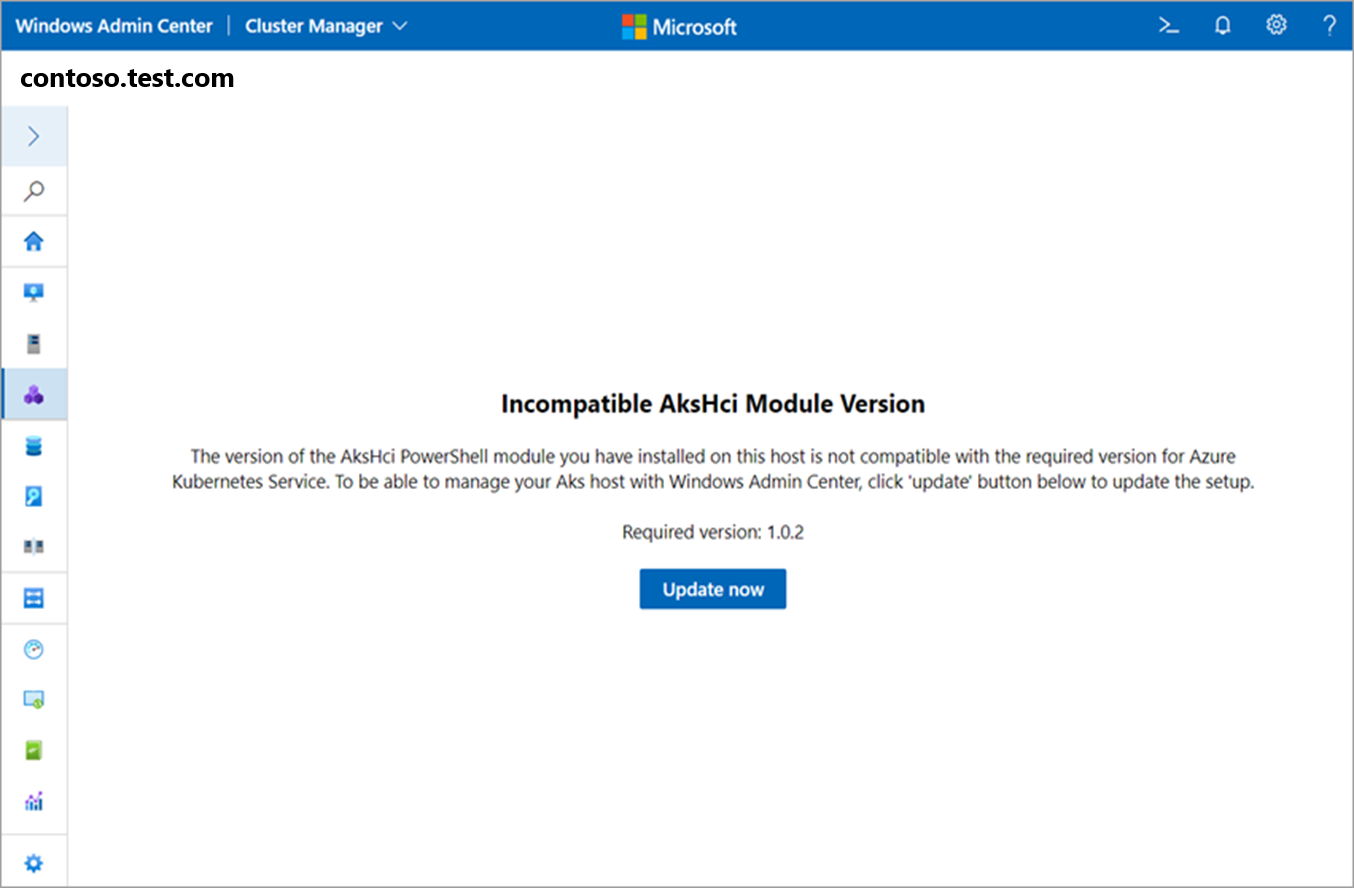 Windows Admin Center | Cluster Manager
Microsoft
contoso.test.com
Incompatible AksHci Module Version
The version of the AksHci PowerShell module you have installed on this host is not compatible with the required version for Azure
Kubernetes Service. To be able to manage your Aks host with Windows Admin Center, click 'update' button below to update the setup.
Required version: 1.0.2
Update now